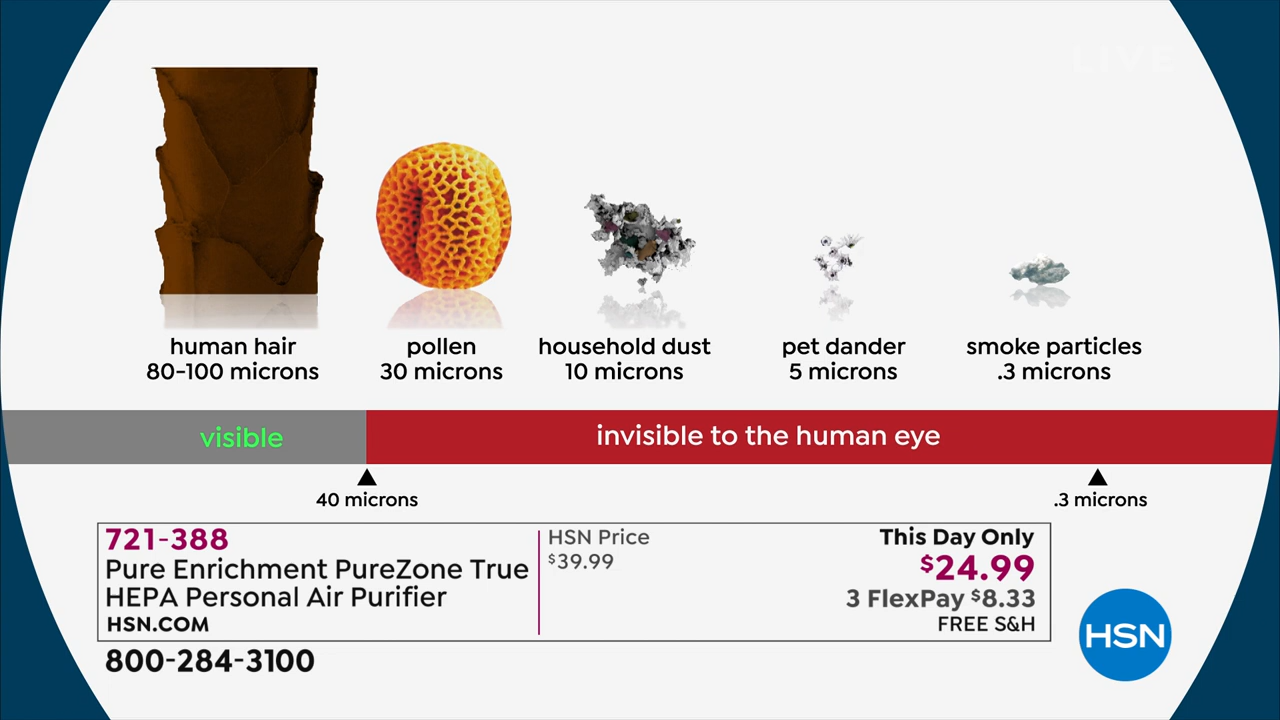 LIVE
human hair
80-100 microns
pollen
30 microns
household dust
10 microns
pet dander
5 microns
smoke particles
.3 microns
visible
invisible to the human eye
40 microns
.3 microns
721-388
Pure Enrichment PureZone True
HEPA Personal Air Purifier
HSN.COM
HSN Price
$39.99
This Day Only
$24.99
3 FlexPay $8.33
FREE S&H
800-284-3100
HSN